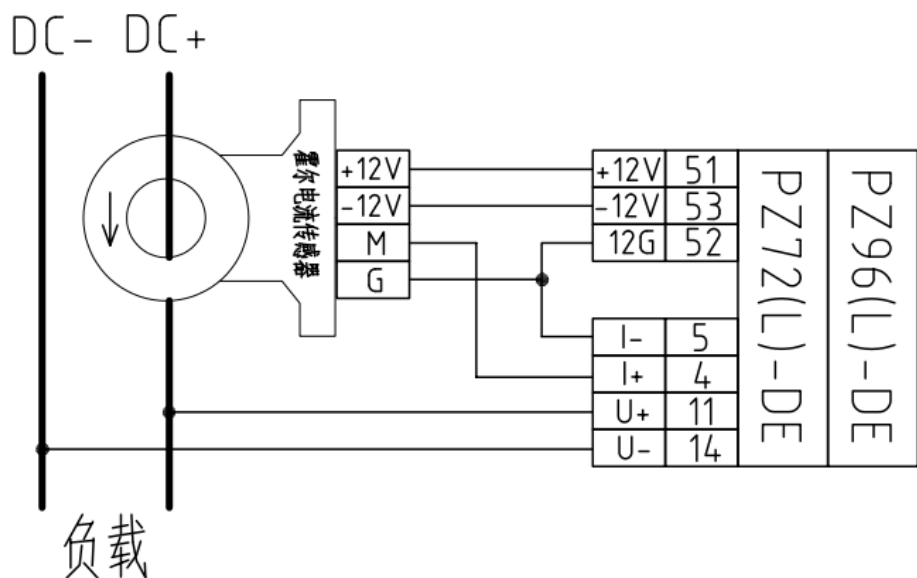 DC- DC+
霍尔电流传感器
+12V
-12V
M
G
+12V 51
-12V 53
12G 52
I- 5
I+ 4
U+ 11
U- 14
PZ72(L)-DE
PZ96(L)-DE
负载